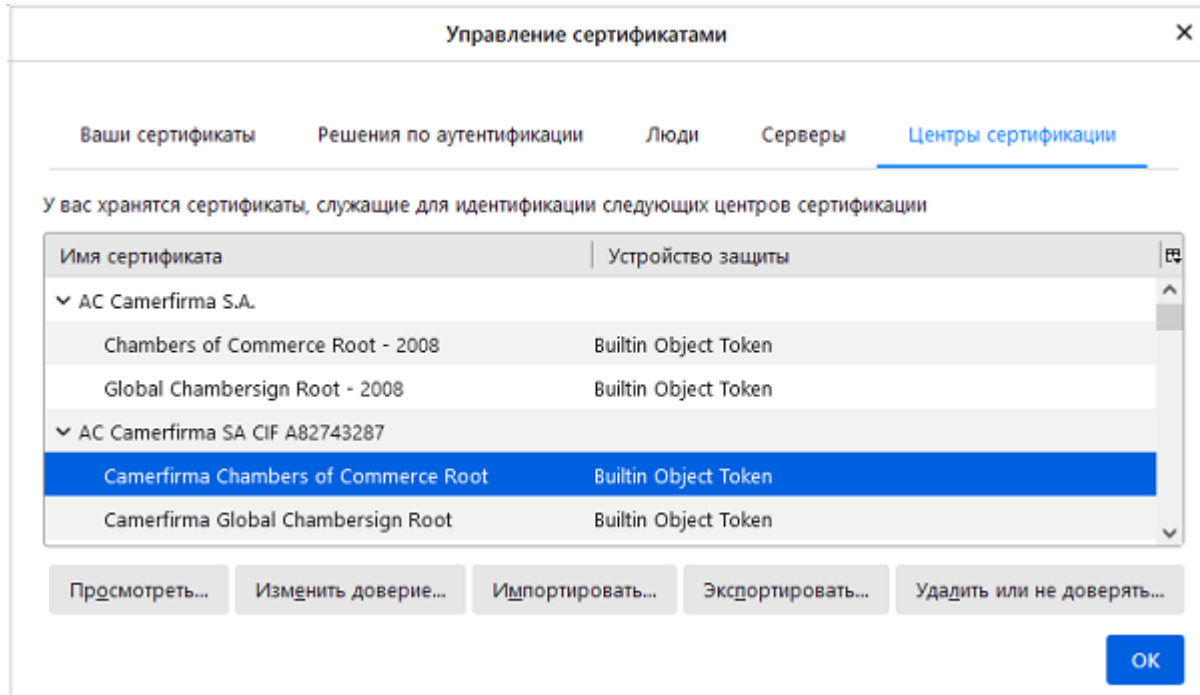 Управление сертификатами
Ваши сертификаты Решения по аутентификации Люди Серверы Центры сертификации
У вас хранятся сертификаты, служащие для идентификации следующих центров сертификации
Имя сертификата Устройство защиты
AC Camerfirma S.A.
Chambers of Commerce Root - 2008 Builtin Object Token
Global Chambersign Root - 2008 Builtin Object Token
AC Camerfirma SA CIF A82743287
Camerfirma Chambers of Commerce Root Builtin Object Token
Camerfirma Global Chambersign Root Builtin Object Token
Просмотреть... Изменить доверие... Импортировать... Экспортировать... Удалить или не доверять...
ОК